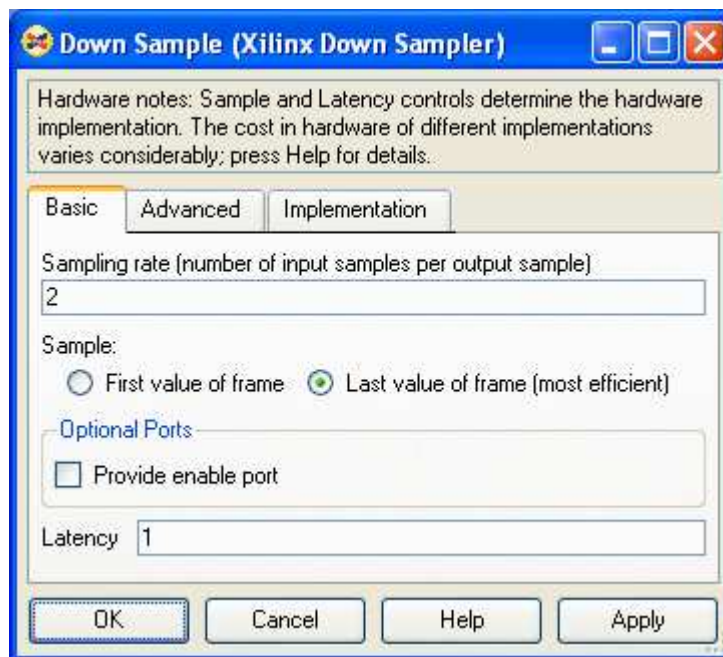 Down Sample (Xilinx Down Sampler)
Hardware notes: Sample and Latency controls determine the hardware
implementation. The cost in hardware of different implementations
varies considerably; press Help for details.
Basic Advanced Implementation
Sampling rate (number of input samples per output sample)
2
Sample:
First value of frame Last value of frame (most efficient)
Optional Ports
Provide enable port
Latency 1
OK Cancel Help Apply